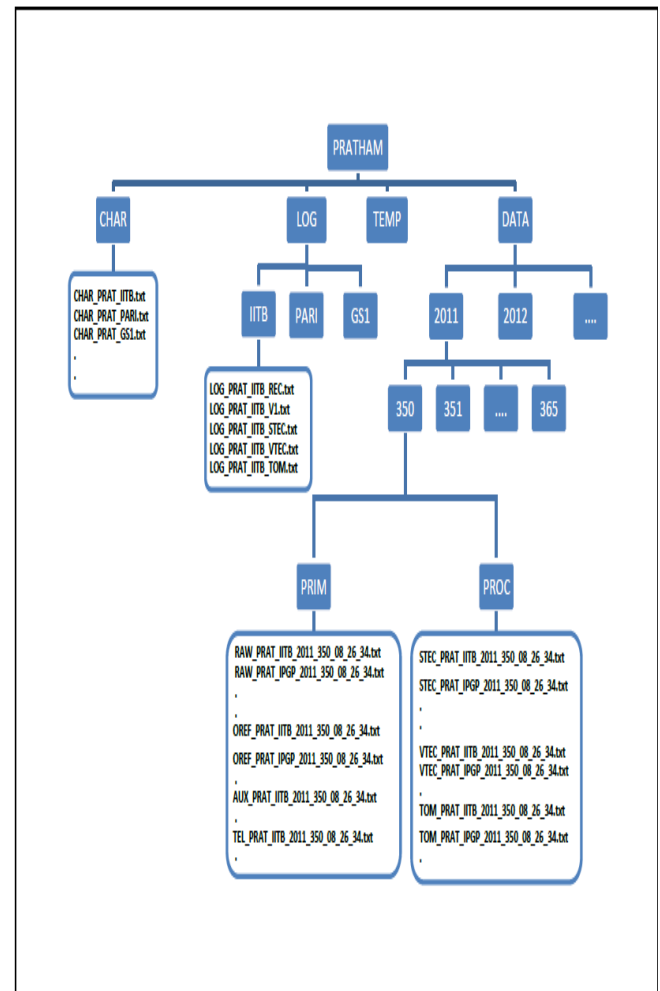 PRATHAM
CHAR
LOG
TEMP
DATA
CHAR_PRAT_IITB.txt
CHAR_PRAT_PARI.txt
CHAR_PRAT_GS1.txt
.
.
IITB
PARI
GS1
2011
2012
....
LOG_PRAT_IITB_REC.txt
LOG_PRAT_IITB_V1.txt
LOG_PRAT_IITB_STEC.txt
LOG_PRAT_IITB_VTEC.txt
LOG_PRAT_IITB_TOM.txt
350
351
....
365
PRIM
PROC
RAW_PRAT_IITB_2011_350_08_26_34.txt
RAW_PRAT_IPGP_2011_350_08_26_34.txt
.
.
OREF_PRAT_IITB_2011_350_08_26_34.txt
OREF_PRAT_IPGP_2011_350_08_26_34.txt
.
AUX_PRAT_IITB_2011_350_08_26_34.txt
.
TEL_PRAT_IITB_2011_350_08_26_34.txt
.
STEC_PRAT_IITB_2011_350_08_26_34.txt
STEC_PRAT_IPGP_2011_350_08_26_34.txt
.
.
VTEC_PRAT_IITB_2011_350_08_26_34.txt
VTEC_PRAT_IPGP_2011_350_08_26_34.txt
.
TOM_PRAT_IITB_2011_350_08_26_34.txt
TOM_PRAT_IPGP_2011_350_08_26_34.txt
.